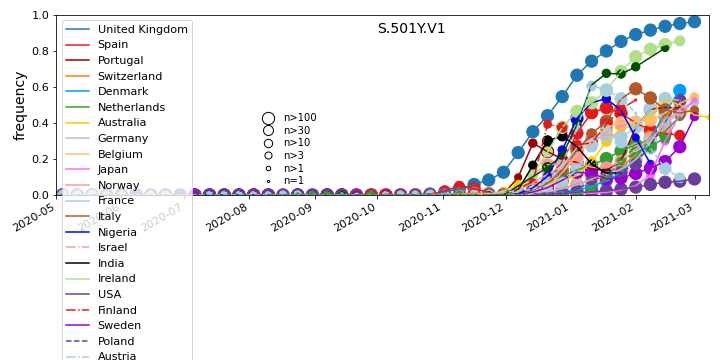 S.501Y.V1
frequency
1.0
0.8
0.6
0.4
0.2
0.0
United Kingdom
Spain
Portugal
Switzerland
Denmark
Netherlands
Australia
Germany
Belgium
Japan
Norway
France
Italy
Nigeria
Israel
India
Ireland
USA
Finland
Sweden
Poland
Austria
n>100
n>30
n>10
n>3
n>1
n=1
2020-05
2020-06
2020-07
2020-08
2020-09
2020-10
2020-11
2020-12
2021-01
2021-02
2021-03